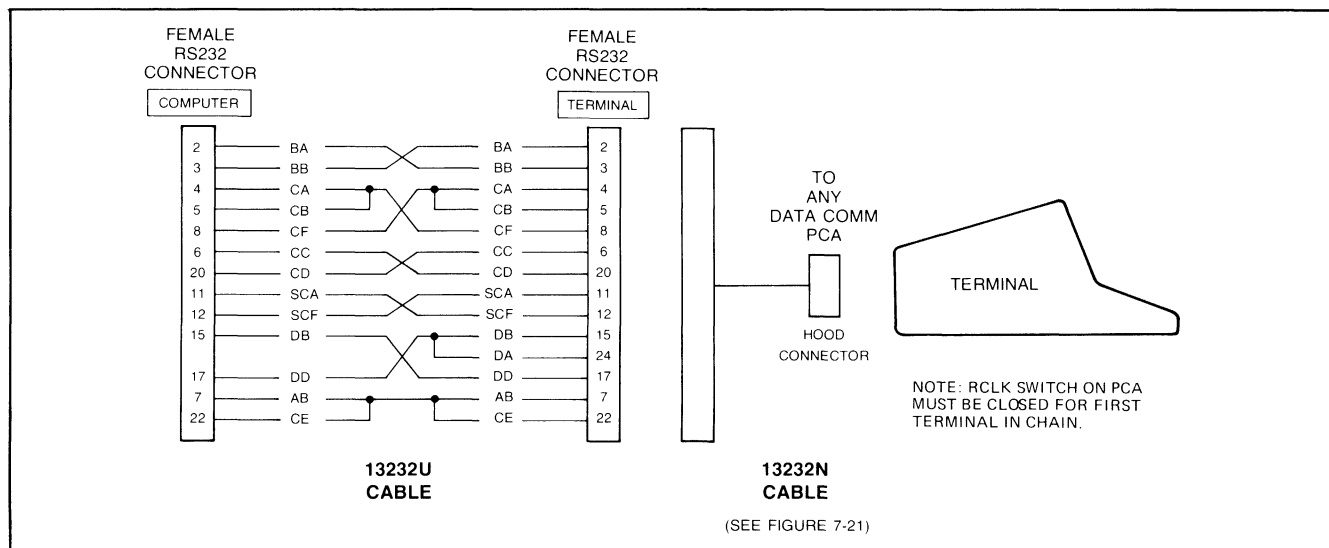 FEMALE
RS232
CONNECTOR
COMPUTER
FEMALE
RS232
CONNECTOR
TERMINAL
2 BA BA 2
3 BB BB 3
4 CA CA 4
5 CB CB 5
8 CF CF 8
6 CC CC 6
20 CD CD 20
11 SCA SCA 11
12 SCF SCF 12
15 DB DB 15
DA 24
17 DD DD 17
7 AB AB 7
22 CE CE 22
13232U
CABLE
TO
ANY
DATA COMM
PCA
HOOD
CONNECTOR
13232N
CABLE
(SEE FIGURE 7-21)
TERMINAL
NOTE: RCLK SWITCH ON PCA
MUST BE CLOSED FOR FIRST
TERMINAL IN CHAIN.